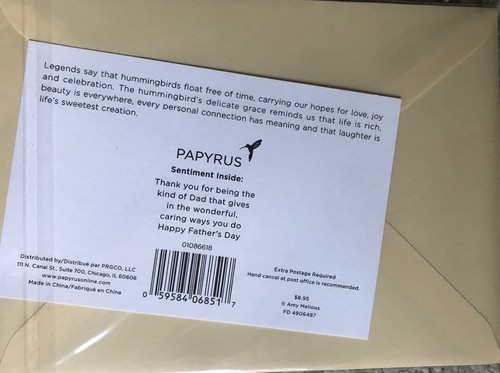 Legends say that hummingbirds float free of time, carrying our hopes for love, joy
and celebration. The hummingbird's delicate grace reminds us that life is rich,
beauty is everywhere, every personal connection has meaning and that laughter is
life's sweetest creation.
PAPYRUS
Sentiment Inside:
Thank you for being the
kind of Dad that gives
in the wonderful,
caring ways you do
Happy Father's Day
01086618
Distributed by/Distribué par PRGCO, LLC
111 N. Canal St., Suite 700, Chicago, IL 60606
www.papyrusonline.com
Made in China/Fabriqué en Chine
0 59584 06851 7
Extra Postage Required
Hand cancel at post office is recommended.
$8.95
© Amy Melious
FD 4906487